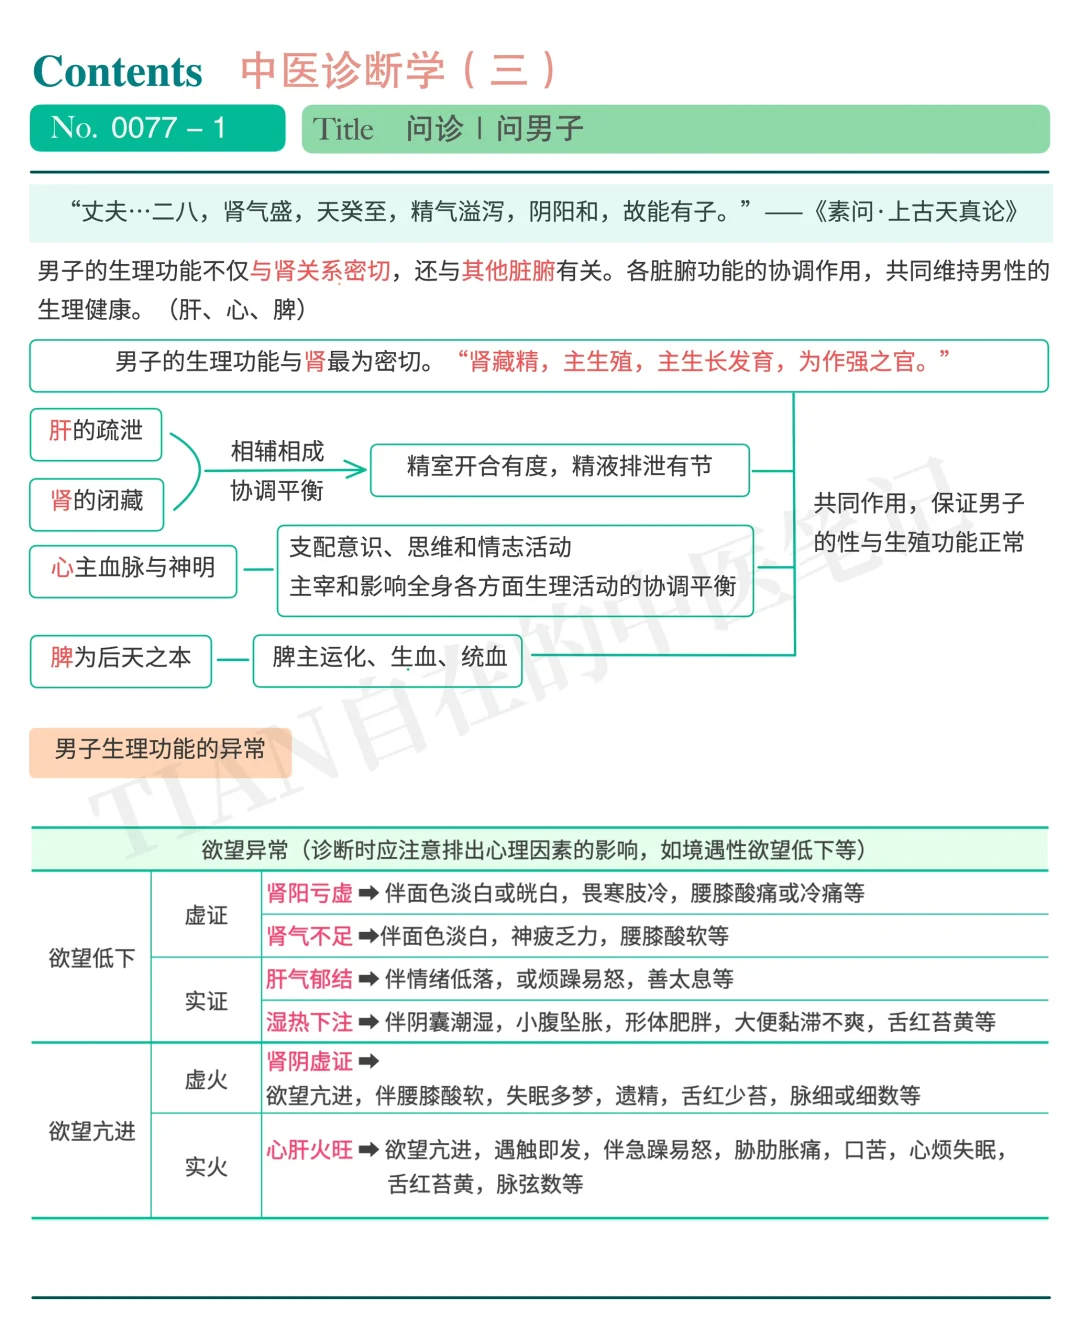 Contents 中医诊断学（三）
No. 0077 – 1
Title 问诊 | 问男子
“丈夫…二八，肾气盛，天癸至，精气溢泻，阴阳和，故能有子。”——《素问·上古天真论》
男子的生理功能不仅与肾关系密切，还与其他脏腑有关。各脏腑功能的协调作用，共同维持男性的
生理健康。（肝、心、脾）
男子的生理功能与肾最为密切。“肾藏精，主生殖，主生长发育，为作强之官。”
肝的疏泄
肾的闭藏
相辅相成
协调平衡
精室开合有度，精液排泄有节
心主血脉与神明
支配意识、思维和情志活动
主宰和影响全身各方面生理活动的协调平衡
脾为后天之本
脾主运化、生血、统血
共同作用，保证男子
的性与生殖功能正常
男子生理功能的异常
欲望异常（诊断时应注意排出心理因素的影响，如境遇性欲望低下等）
欲望低下
虚证
肾阳亏虚➡伴面色淡白或㿠白，畏寒肢冷，腰膝酸痛或冷痛等
肾气不足➡伴面色淡白，神疲乏力，腰膝酸软等
实证
肝气郁结➡伴情绪低落，或烦躁易怒，善太息等
湿热下注➡伴阴囊潮湿，小腹坠胀，形体肥胖，大便黏滞不爽，舌红苔黄等
欲望亢进
虚火
肾阴虚证➡
欲望亢进，伴腰膝酸软，失眠多梦，遗精，舌红少苔，脉细或细数等
实火
心肝火旺➡欲望亢进，遇触即发，伴急躁易怒，胁肋胀痛，口苦，心烦失眠，
舌红苔黄，脉弦数等
TIAN自在的中医笔记